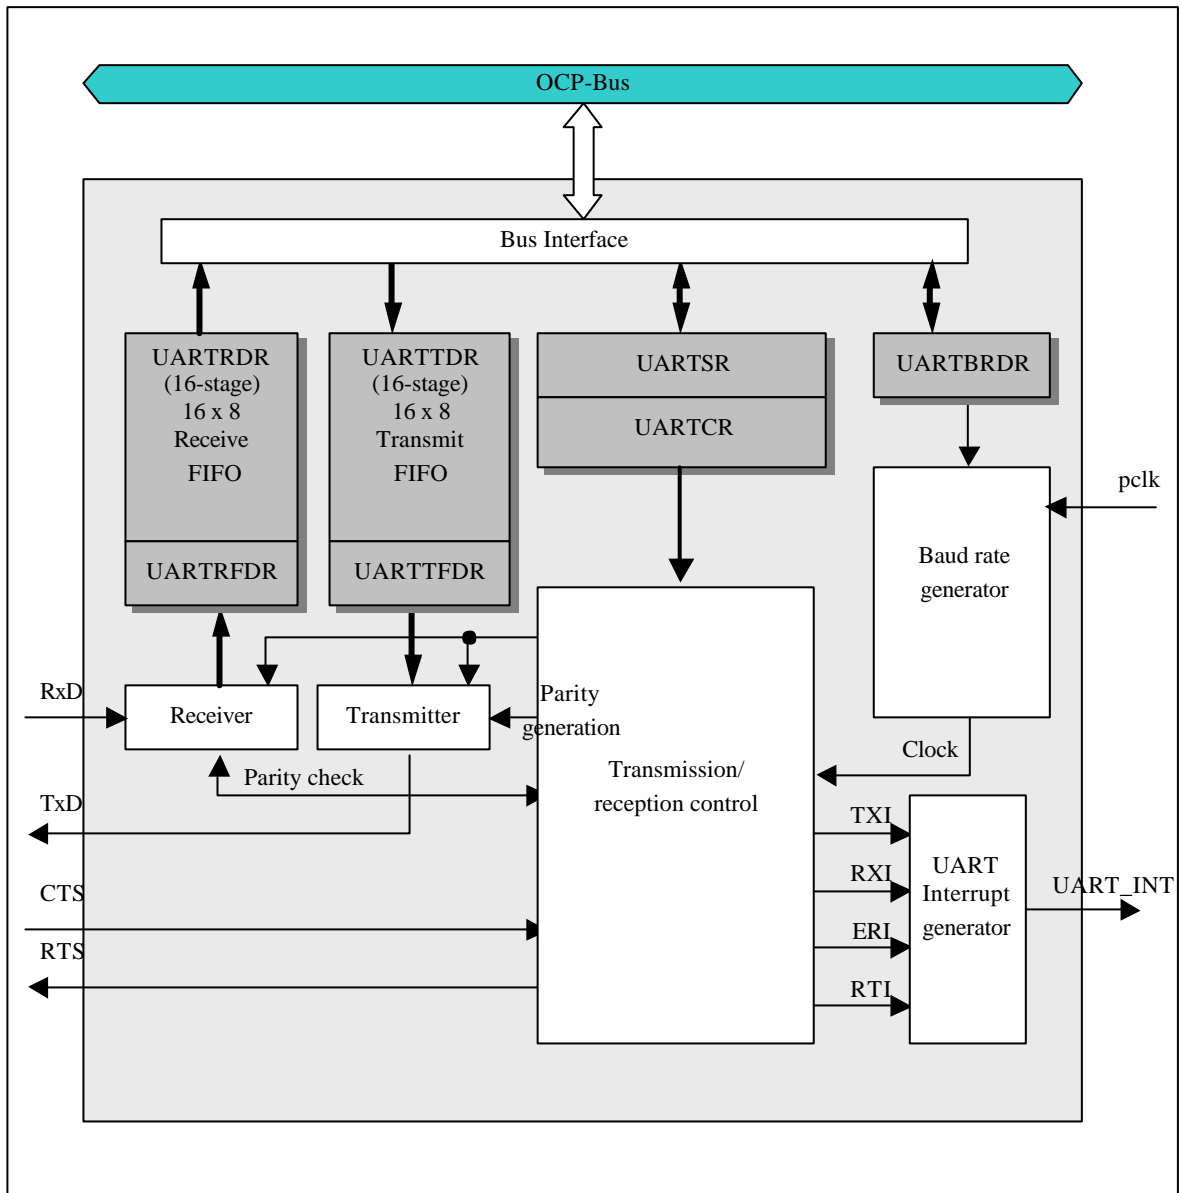 OCP-Bus
Bus Interface
UARTRDR
(16-stage)
16 x 8
Receive
FIFO
UARTRFDR
UARTTDR
(16-stage)
16 x 8
Transmit
FIFO
UARTTFDR
UARTSR
UARTCR
UARTBRDR
pclk
Baud rate
generator
RxD
Receiver
Transmitter
Parity
generation
Clock
Parity check
Transmission/
reception control
TxD
CTS
RTS
TXI
RXI
ERI
RTI
UART
Interrupt
generator
UART_INT